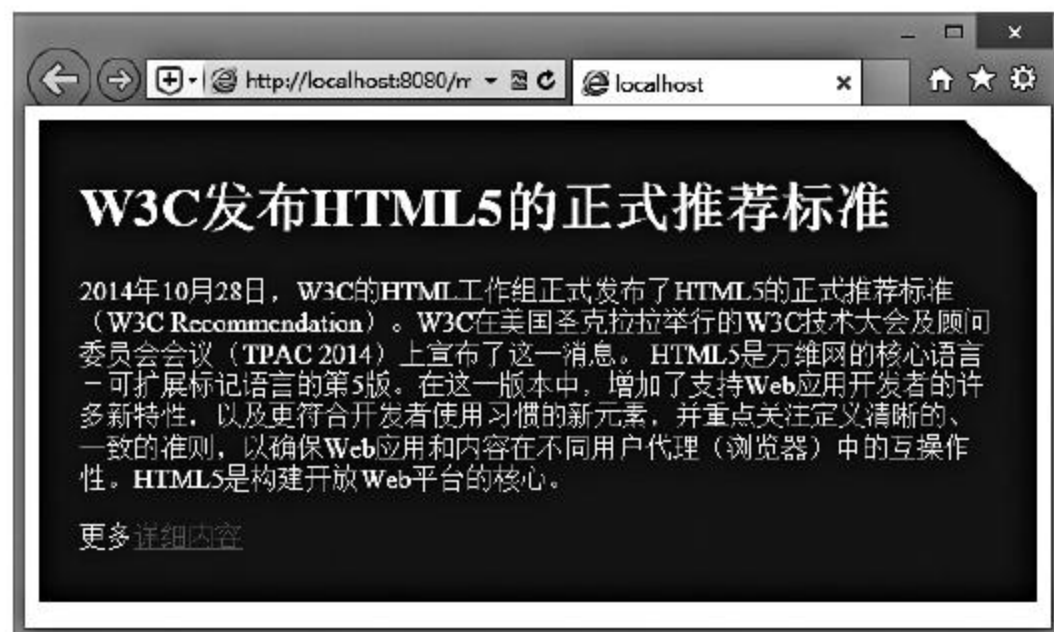 http://localhost:8080/m
localhost
W3C发布HTML5的正式推荐标准
2014年10月28日，W3C的HTML工作组正式发布了HTML5的正式推荐标准
（W3C Recommendation）。W3C在美国圣克拉拉举行的W3C技术大会及顾问
委员会会议（TPAC 2014）上宣布了这一消息。 HTML5是万维网的核心语言
－可扩展标记语言的第5版。在这一版本中，增加了支持Web应用开发者的许
多新特性，以及更符合开发者使用习惯的新元素，并重点关注定义清晰的、
一致的准则，以确保Web应用和内容在不同用户代理（浏览器）中的互操作
性。HTML5是构建开放Web平台的核心。
更多详细内容